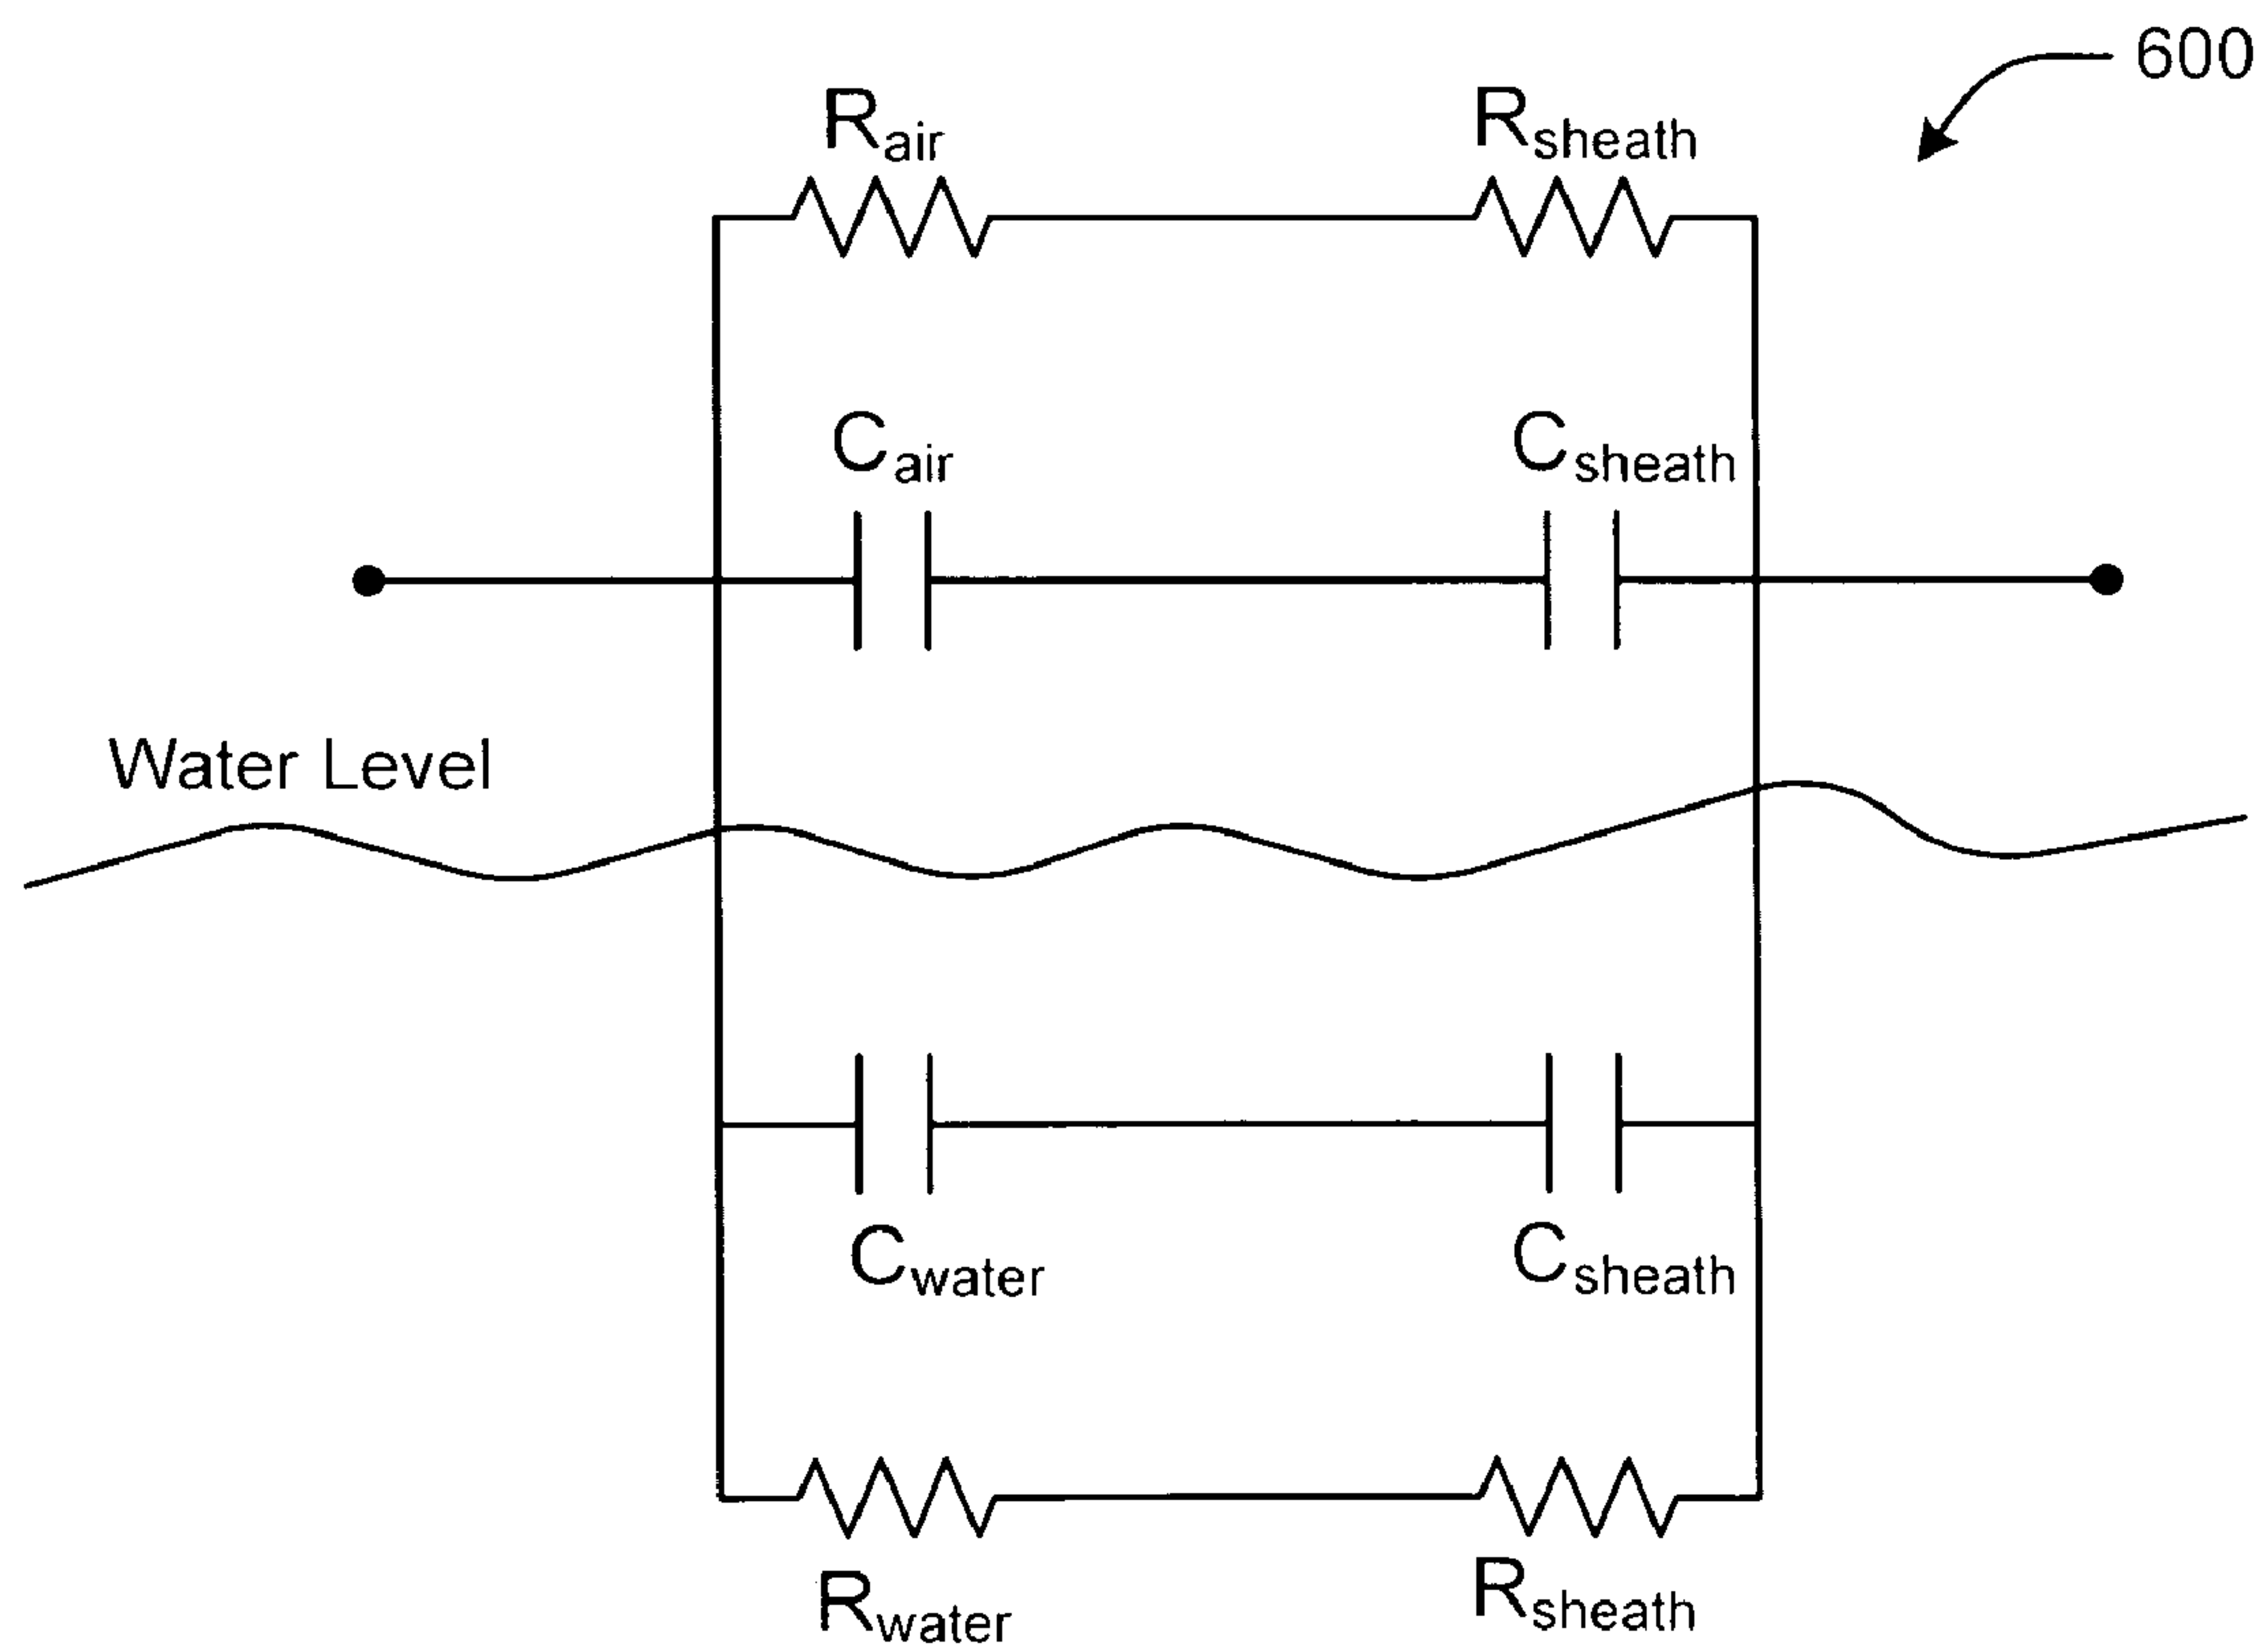 600
Rair Rsheath
Cair Csheath
Water Level
Cwater Csheath
Rwater Rsheath